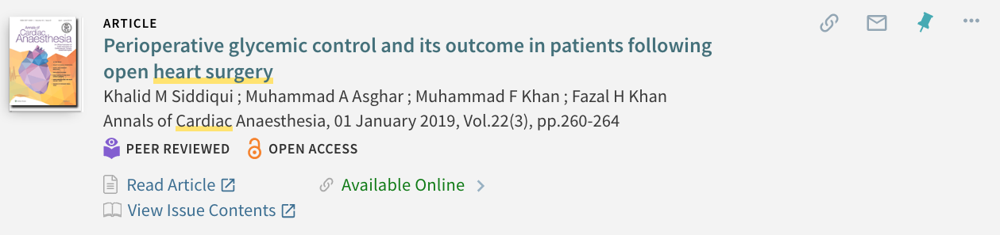 Annals of
Cardiac
Anaesthesia
ARTICLE
Perioperative glycemic control and its outcome in patients following
open heart surgery
Khalid M Siddiqui ; Muhammad A Asghar ; Muhammad F Khan ; Fazal H Khan
Annals of Cardiac Anaesthesia, 01 January 2019, Vol.22(3), pp.260-264
PEER REVIEWED OPEN ACCESS
Read Article Available Online
View Issue Contents